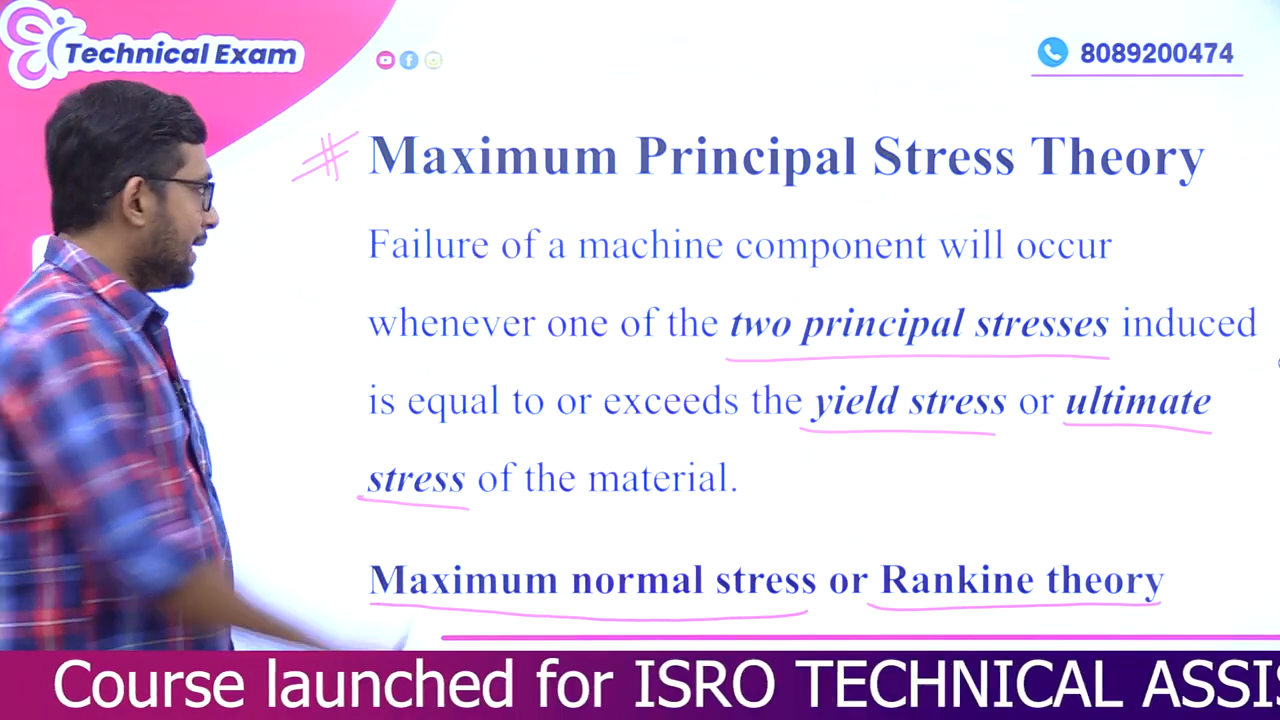 Technical Exam
8089200474
# Maximum Principal Stress Theory
Failure of a machine component will occur
whenever one of the two principal stresses induced
is equal to or exceeds the yield stress or ultimate
stress of the material.
Maximum normal stress or Rankine theory
Course launched for ISRO TECHNICAL ASSIS